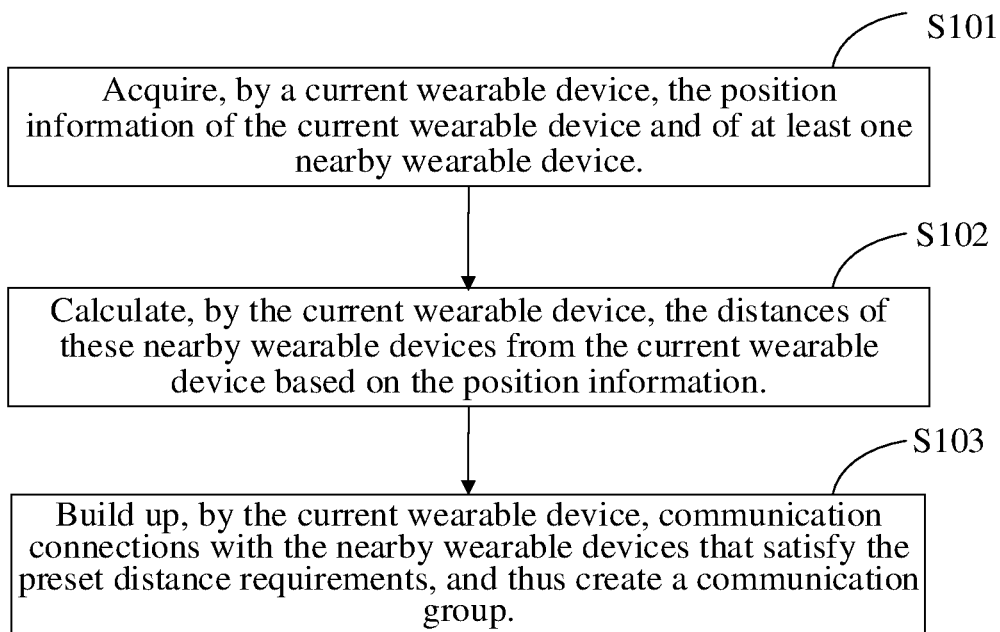 S101
Acquire, by a current wearable device, the position
information of the current wearable device and of at least one
nearby wearable device.
S102
Calculate, by the current wearable device, the distances of
these nearby wearable devices from the current wearable
device based on the position information.
S103
Build up, by the current wearable device, communication
connections with the nearby wearable devices that satisfy the
preset distance requirements, and thus create a communication
group.